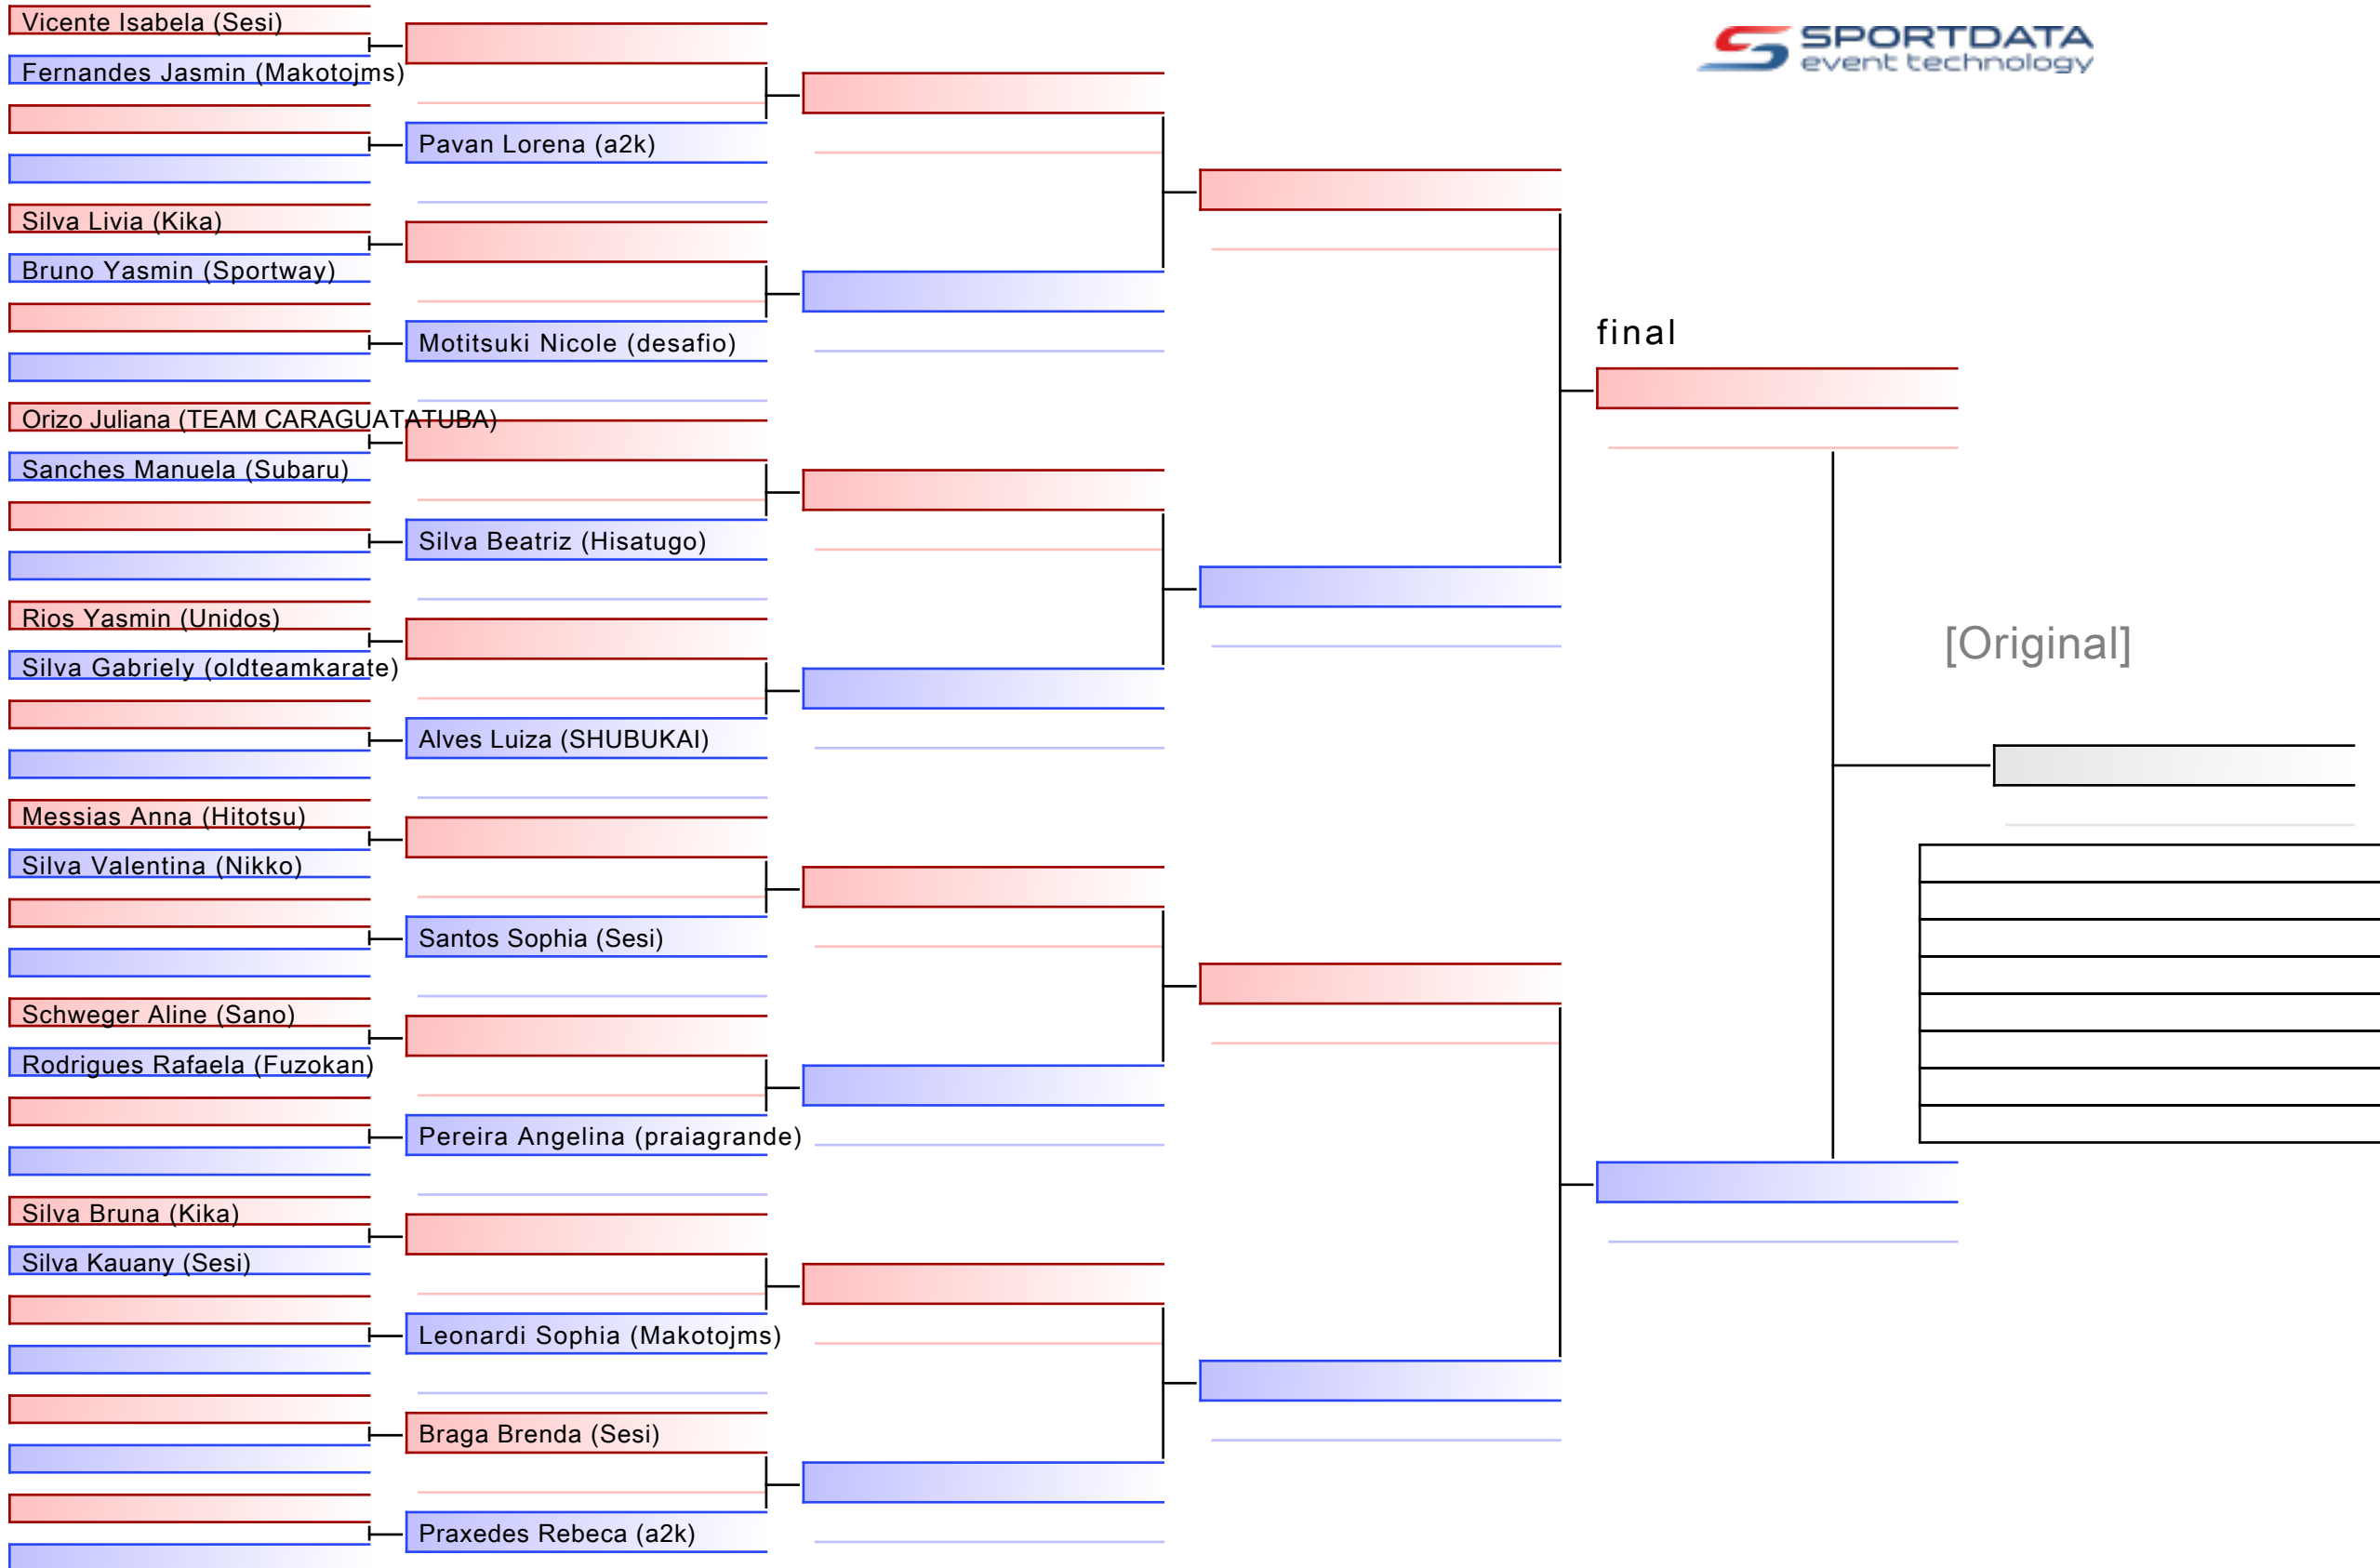 Vicente Isabela (Sesi)
Fernandes Jasmin (Makotojms)
Pavan Lorena (a2k)
Silva Livia (Kika)
Bruno Yasmin (Sportway)
Motitsuki Nicole (desafio)
Orizo Juliana (TEAM CARAGUATATUBA)
Sanches Manuela (Subaru)
Silva Beatriz (Hisatugo)
Rios Yasmin (Unidos)
Silva Gabriely (oldteamkarate)
Alves Luiza (SHUBUKAI)
Messias Anna (Hitotsu)
Silva Valentina (Nikko)
Santos Sophia (Sesi)
Schweger Aline (Sano)
Rodrigues Rafaela (Fuzokan)
Pereira Angelina (praiagrande)
Silva Bruna (Kika)
Silva Kauany (Sesi)
Leonardi Sophia (Makotojms)
Braga Brenda (Sesi)
Praxedes Rebeca (a2k)
SPORTDATA
event technology
final
[Original]